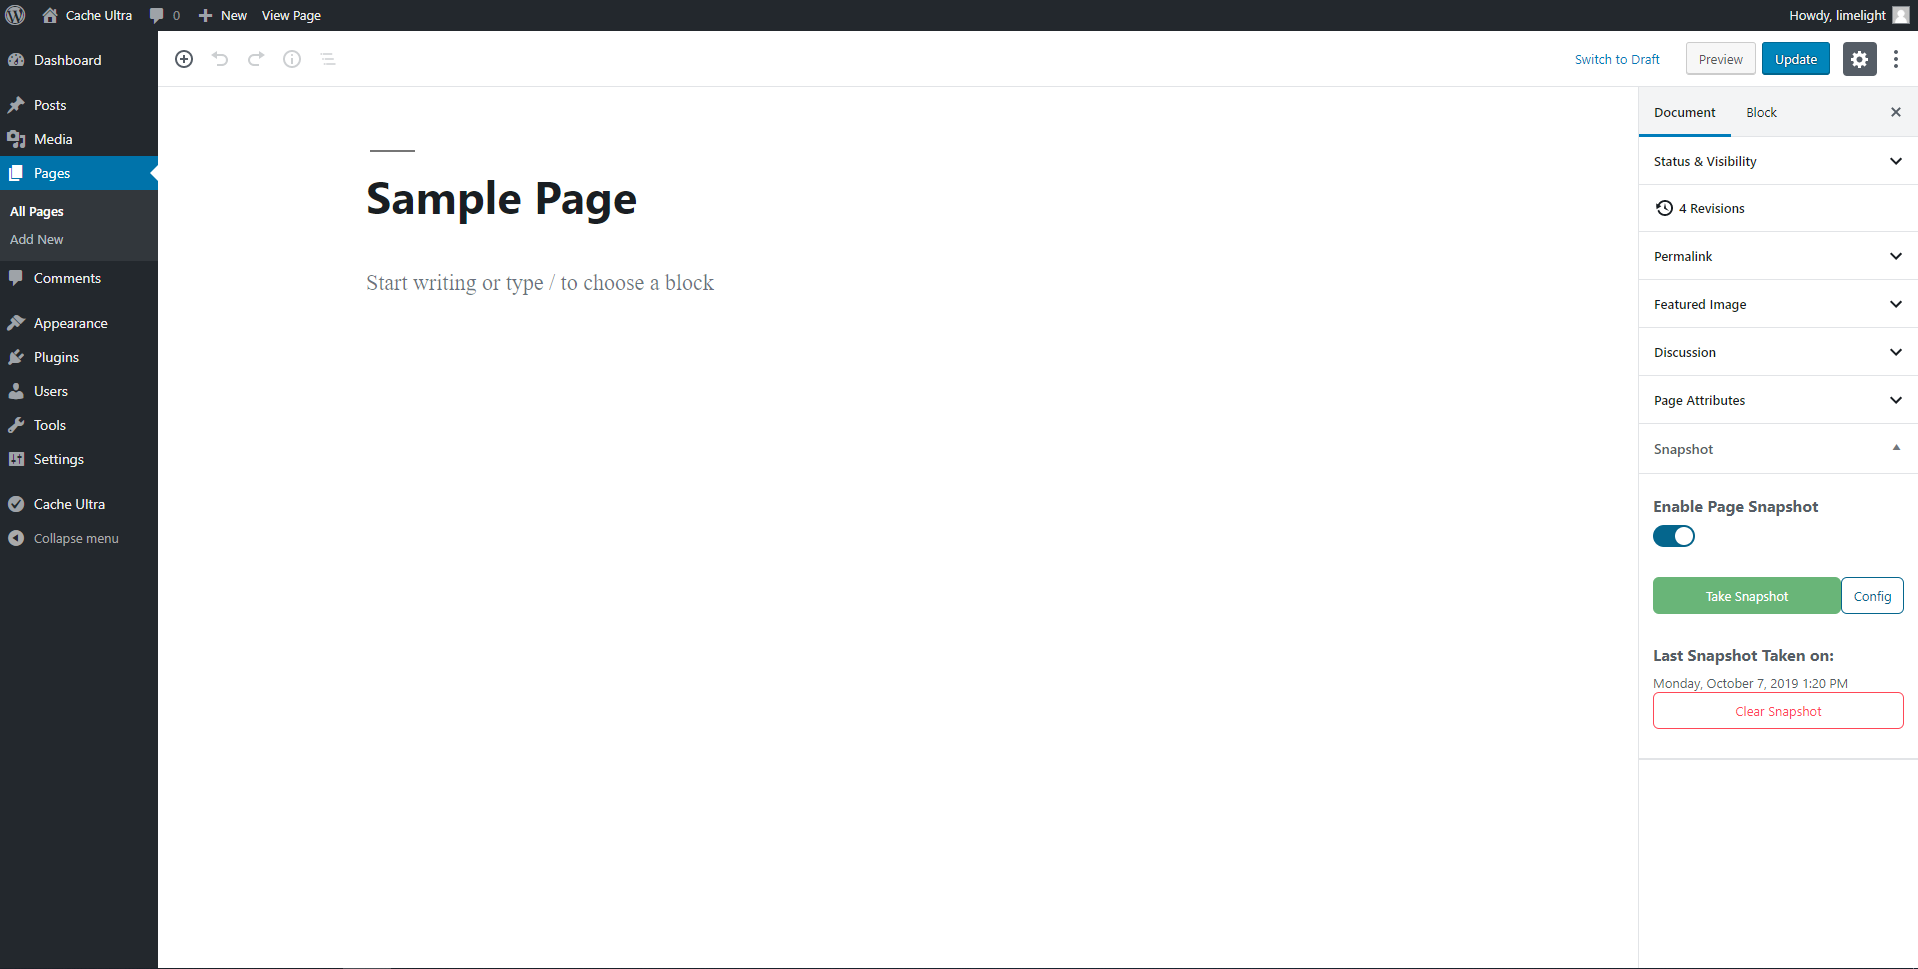 Cache Ultra 0 New View Page Howdy, limelight
Dashboard
Posts
Media
Pages
All Pages
Add New
Comments
Appearance
Plugins
Users
Tools
Settings
Cache Ultra
Collapse menu
Switch to Draft Preview Update
Sample Page
Start writing or type / to choose a block
Document Block
Status & Visibility
4 Revisions
Permalink
Featured Image
Discussion
Page Attributes
Snapshot
Enable Page Snapshot
Take Snapshot Config
Last Snapshot Taken on:
Monday, October 7, 2019 1:20 PM
Clear Snapshot